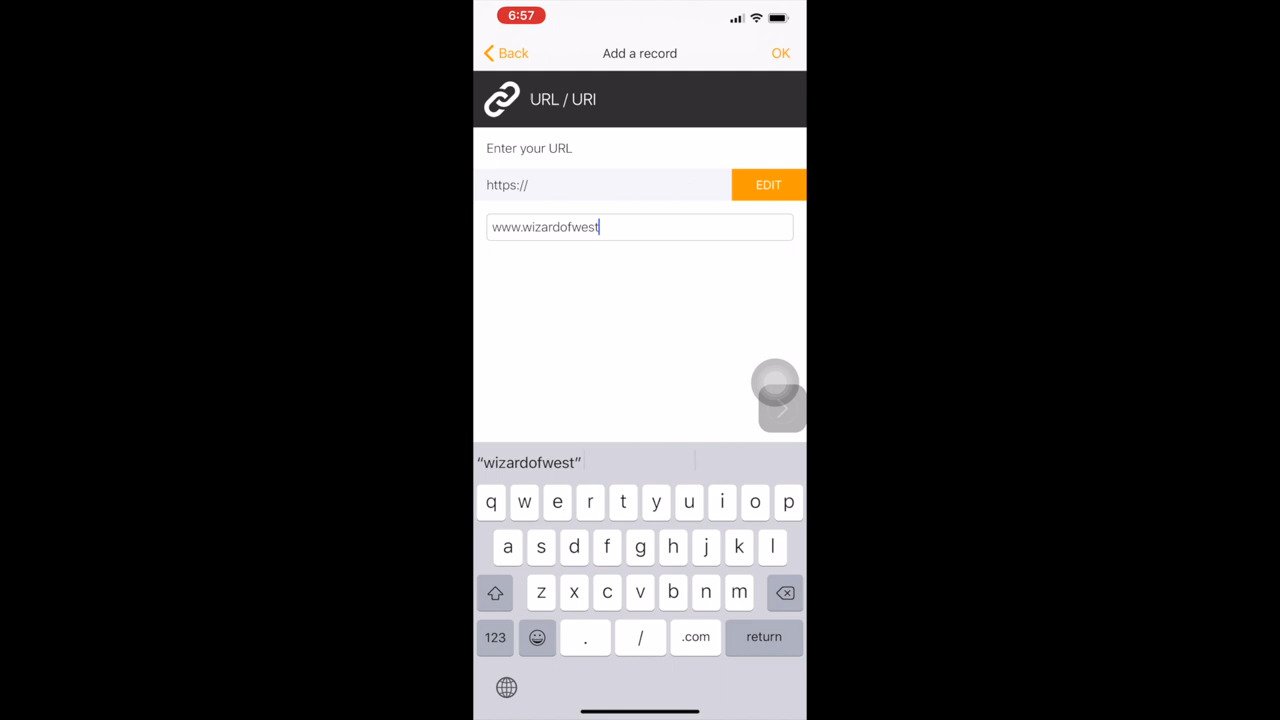 6:57
Back Add a record OK
URL / URI
Enter your URL
https:// EDIT
www.wizardofwest
“wizardofwest”
q w e r t y u i o p
a s d f g h j k l
z x c v b n m
123 . / .com return